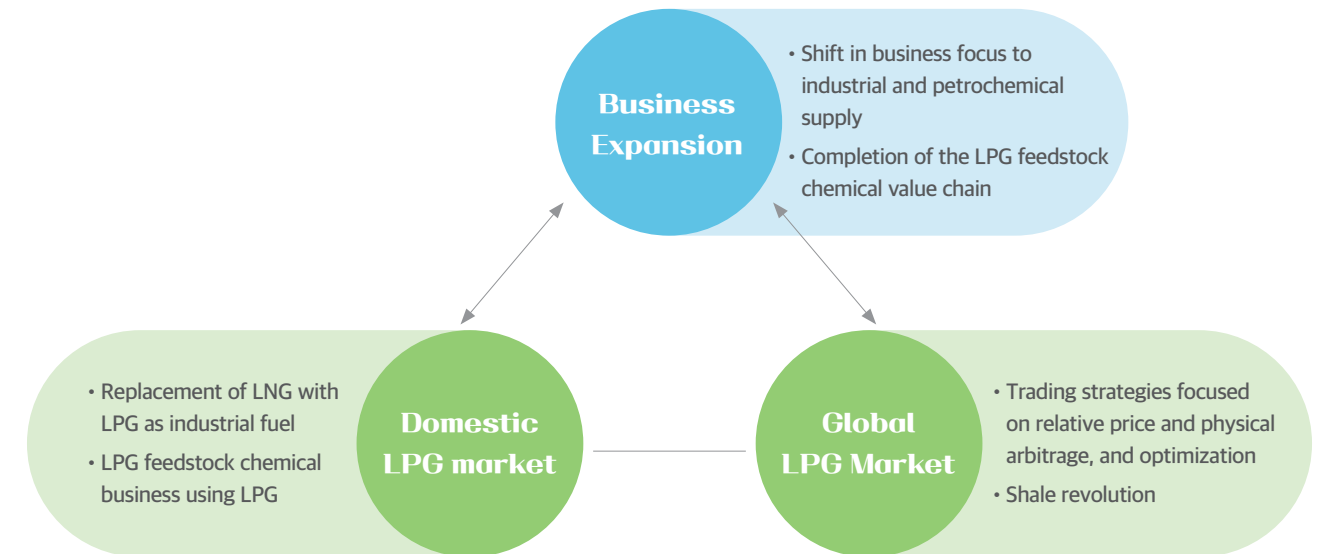 Business
Expansion
• Shift in business focus to
industrial and petrochemical
supply
• Completion of the LPG feedstock
chemical value chain
• Replacement of LNG with
LPG as industrial fuel
• LPG feedstock chemical
business using LPG
Domestic
LPG market
Global
LPG Market
• Trading strategies focused
on relative price and physical
arbitrage, and optimization
• Shale revolution